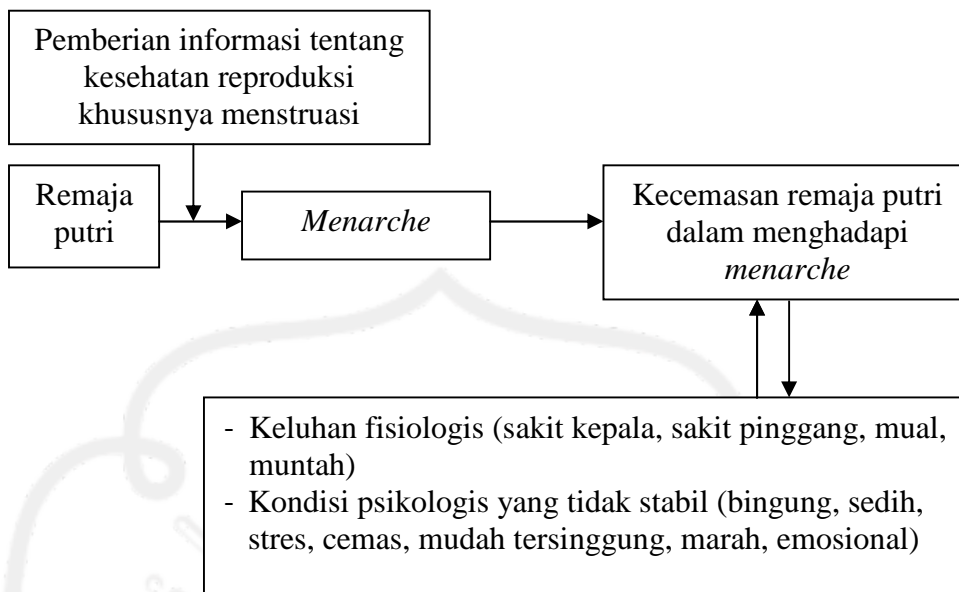 Pemberian informasi tentang
kesehatan reproduksi
khususnya menstruasi
Remaja
putri
Menarche
Kecemasan remaja putri
dalam menghadapi
menarche
- Keluhan fisiologis (sakit kepala, sakit pinggang, mual,
muntah)
- Kondisi psikologis yang tidak stabil (bingung, sedih,
stres, cemas, mudah tersinggung, marah, emosional)